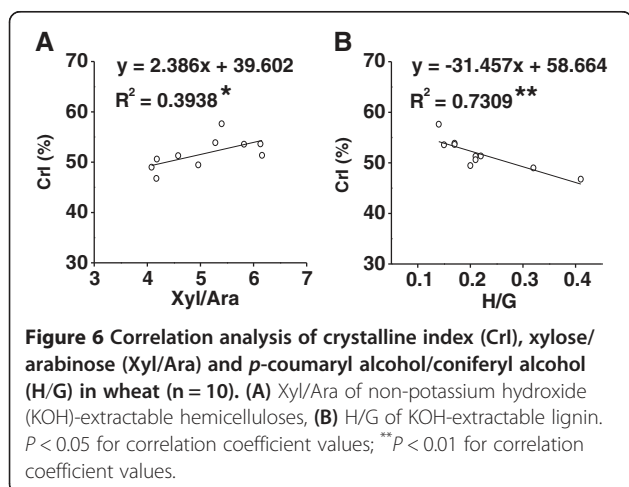 A
y = 2.386x + 39.602
R² = 0.3938 *
CrI (%)
70
60
50
40
30
3 4 5 6 7
Xyl/Ara
B
y = -31.457x + 58.664
R² = 0.7309 **
CrI (%)
70
60
50
40
30
0.1 0.2 0.3 0.4
H/G
Figure 6 Correlation analysis of crystalline index (CrI), xylose/
arabinose (Xyl/Ara) and p-coumaryl alcohol/coniferyl alcohol
(H/G) in wheat (n = 10). (A) Xyl/Ara of non-potassium hydroxide
(KOH)-extractable hemicelluloses, (B) H/G of KOH-extractable lignin.
P < 0.05 for correlation coefficient values; **P < 0.01 for correlation
coefficient values.